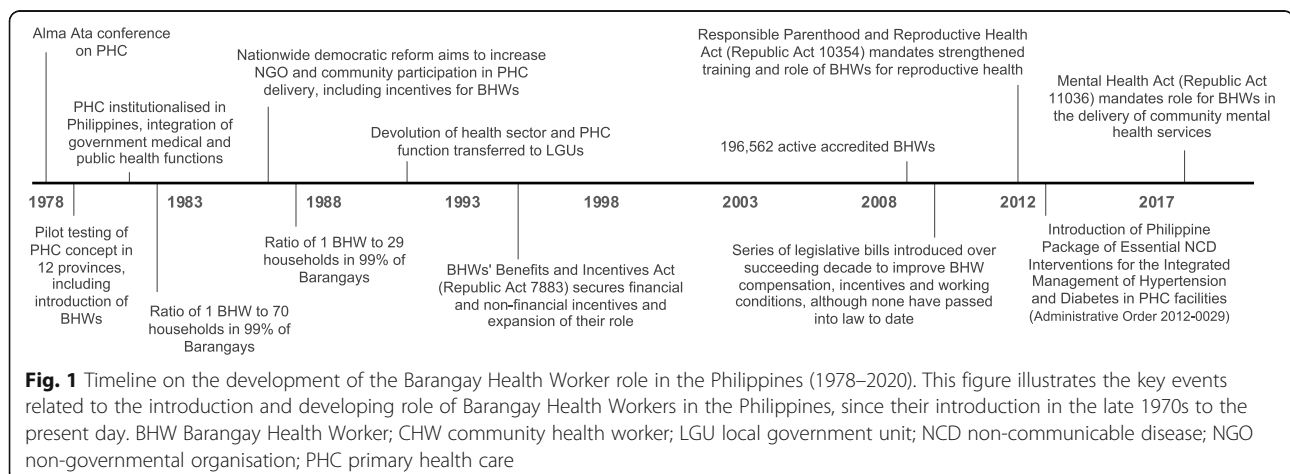 Alma Ata conference
on PHC
PHC institutionalised in
Philippines, integration of
government medical and
public health functions
Nationwide democratic reform aims to increase
NGO and community participation in PHC
delivery, including incentives for BHWs
Devolution of health sector and PHC
function transferred to LGUs
Responsible Parenthood and Reproductive Health
Act (Republic Act 10354) mandates strengthened
training and role of BHWs for reproductive health
196,562 active accredited BHWs
Mental Health Act (Republic Act
11036) mandates role for BHWs in
the delivery of community mental
health services
1978 1983 1988 1993 1998 2003 2008 2012 2017
Pilot testing of
PHC concept in
12 provinces,
including
introduction of
BHWs
Ratio of 1 BHW to 70
households in 99% of
Barangays
Ratio of 1 BHW to 29
households in 99% of
Barangays
BHWs' Benefits and Incentives Act
(Republic Act 7883) secures financial
and non-financial incentives and
expansion of their role
Series of legislative bills introduced over
succeeding decade to improve BHW
compensation, incentives and working
conditions, although none have passed
into law to date
Introduction of Philippine
Package of Essential NCD
Interventions for the Integrated
Management of Hypertension
and Diabetes in PHC facilities
(Administrative Order 2012-0029)
Fig. 1 Timeline on the development of the Barangay Health Worker role in the Philippines (1978–2020). This figure illustrates the key events
related to the introduction and developing role of Barangay Health Workers in the Philippines, since their introduction in the late 1970s to the
present day. BHW Barangay Health Worker; CHW community health worker; LGU local government unit; NCD non-communicable disease; NGO
non-governmental organisation; PHC primary health care